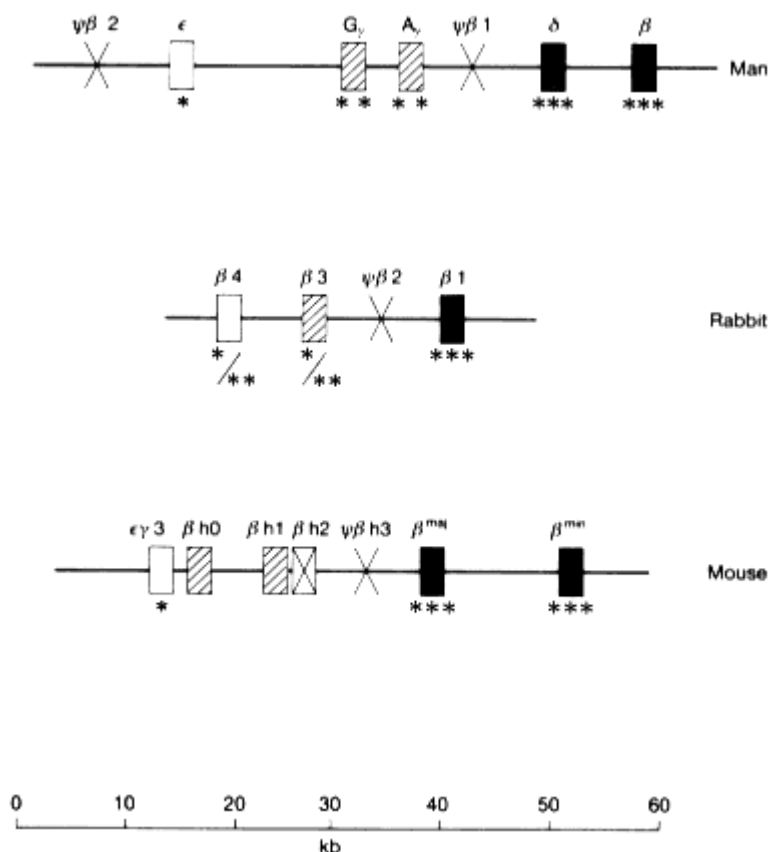 ψβ 2 ϵ Gγ Aγ ψβ 1 δ β
Man
* ** ** *** ***
β 4 β 3 ψβ 2 β 1
Rabbit
*/** */** ***
ϵγ 3 β h0 β h1 β h2 ψβ h3 β maj β min
Mouse
* *** ***
0 10 20 30 40 50 60
kb